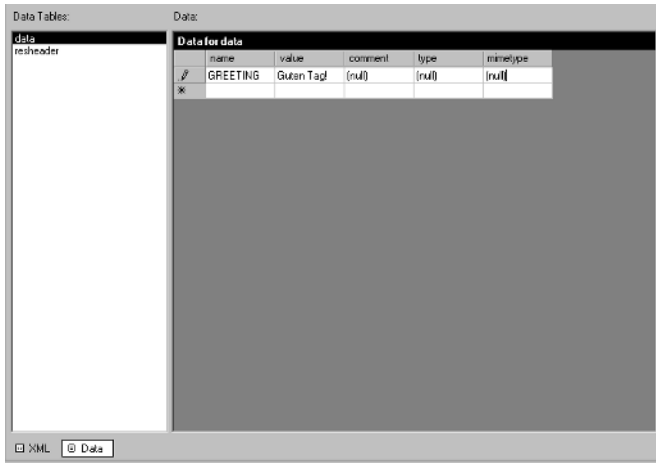 Data Tables:
Data:
data
resheader
Data for data
name value comment type mimetype
GREETING Guten Tag! (null) (null) (null)
XML Data